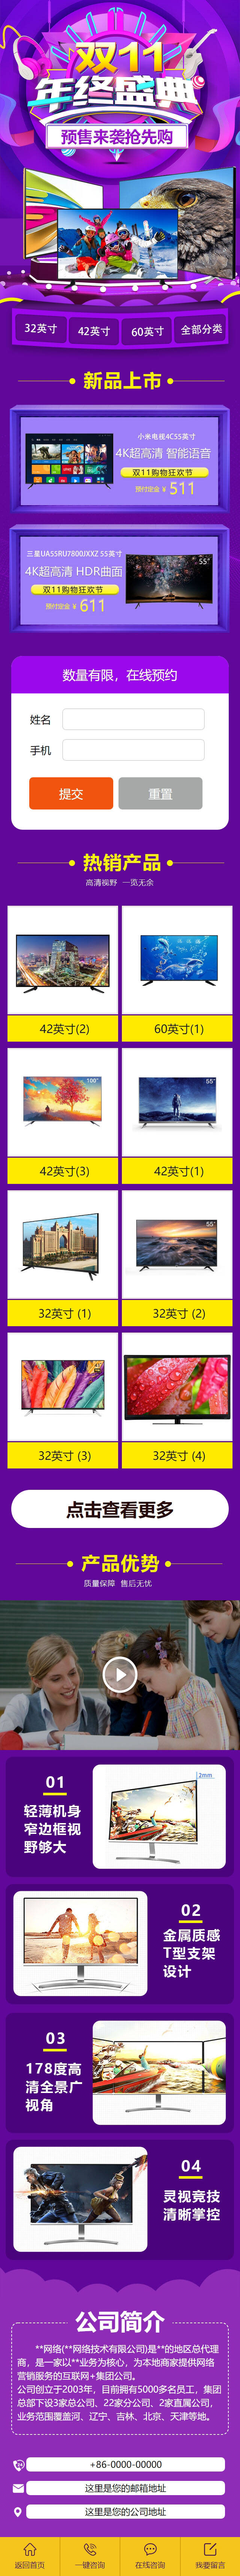 双11
年终盛典
预售来袭抢先购
32英寸
42英寸
60英寸
全部分类
新品上市
小米电视4C55英寸
4K超高清 智能语音
双11购物狂欢节
预付定金 ¥ 511
三星UA55RU7800JXXZ 55英寸
4K超高清 HDR曲面
双11购物狂欢节
预付定金 ¥ 611
55"
数量有限，在线预约
姓名
手机
提交
重置
热销产品
高清视野 一览无余
42英寸(2)
60英寸(1)
100"
55"
42英寸(3)
42英寸(1)
55"
32英寸 (1)
32英寸 (2)
32英寸 (3)
32英寸 (4)
点击查看更多
产品优势
质量保障 售后无忧
01
轻薄机身
窄边框视
野够大
2mm
02
金属质感
T型支架
设计
03
178度高
清全景广
视角
04
灵视竞技
清晰掌控
公司简介
**网络(**网络技术有限公司)是**的地区总代理
商，是一家以**业务为核心，为本地商家提供网络
营销服务的互联网+集团公司。
公司创立于2003年，目前拥有5000多名员工，集团
总部下设3家总公司、22家分公司、2家直属公司，
业务范围覆盖河、辽宁、吉林、北京、天津等地。
+86-0000-00000
这里是您的邮箱地址
这里是您的公司地址
返回首页
一键咨询
在线咨询
我要留言